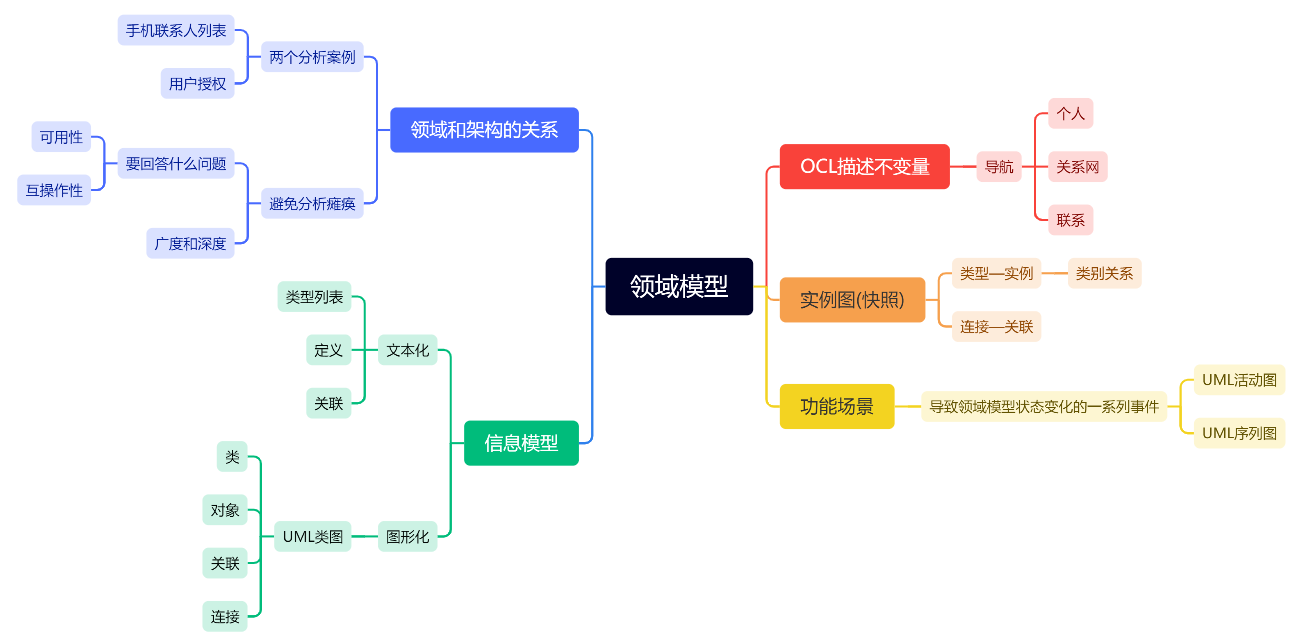 领域模型
领域和架构的关系
两个分析案例
手机联系人列表
用户授权
避免分析瘫痪
要回答什么问题
可用性
互操作性
广度和深度
信息模型
文本化
类型列表
定义
关联
图形化
UML类图
类
对象
关联
连接
OCL描述不变量
导航
个人
关系网
联系
实例图(快照)
类型—实例
类别关系
连接—关联
功能场景
导致领域模型状态变化的一系列事件
UML活动图
UML序列图